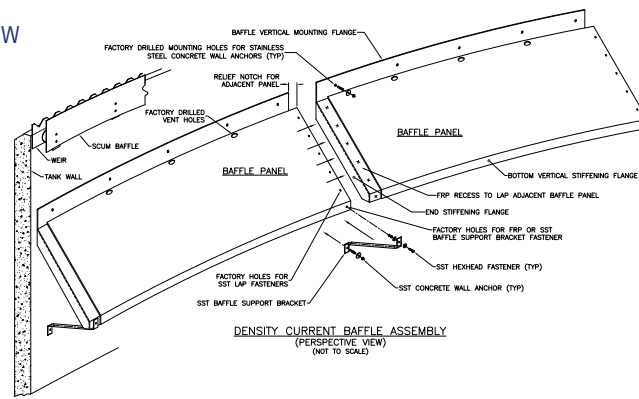 W
BAFFLE VERTICAL MOUNTING FLANGE
FACTORY DRILLED MOUNTING HOLES FOR STAINLESS
STEEL CONCRETE WALL ANCHORS (TYP)
RELIEF NOTCH FOR
ADJACENT PANEL
FACTORY DRILLED
VENT HOLES
SCUM BAFFLE
WEIR
TANK WALL
BAFFLE PANEL
BAFFLE PANEL
BOTTOM VERTICAL STIFFENING FLANGE
FRP RECESS TO LAP ADJACENT BAFFLE PANEL
END STIFFENING FLANGE
FACTORY HOLES FOR FRP OR SST
BAFFLE SUPPORT BRACKET FASTENER
SST HEXHEAD FASTENER (TYP)
FACTORY HOLES FOR
SST LAP FASTENERS
SST CONCRETE WALL ANCHOR (TYP)
SST BAFFLE SUPPORT BRACKET
DENSITY CURRENT BAFFLE ASSEMBLY
(PERSPECTIVE VIEW)
(NOT TO SCALE)